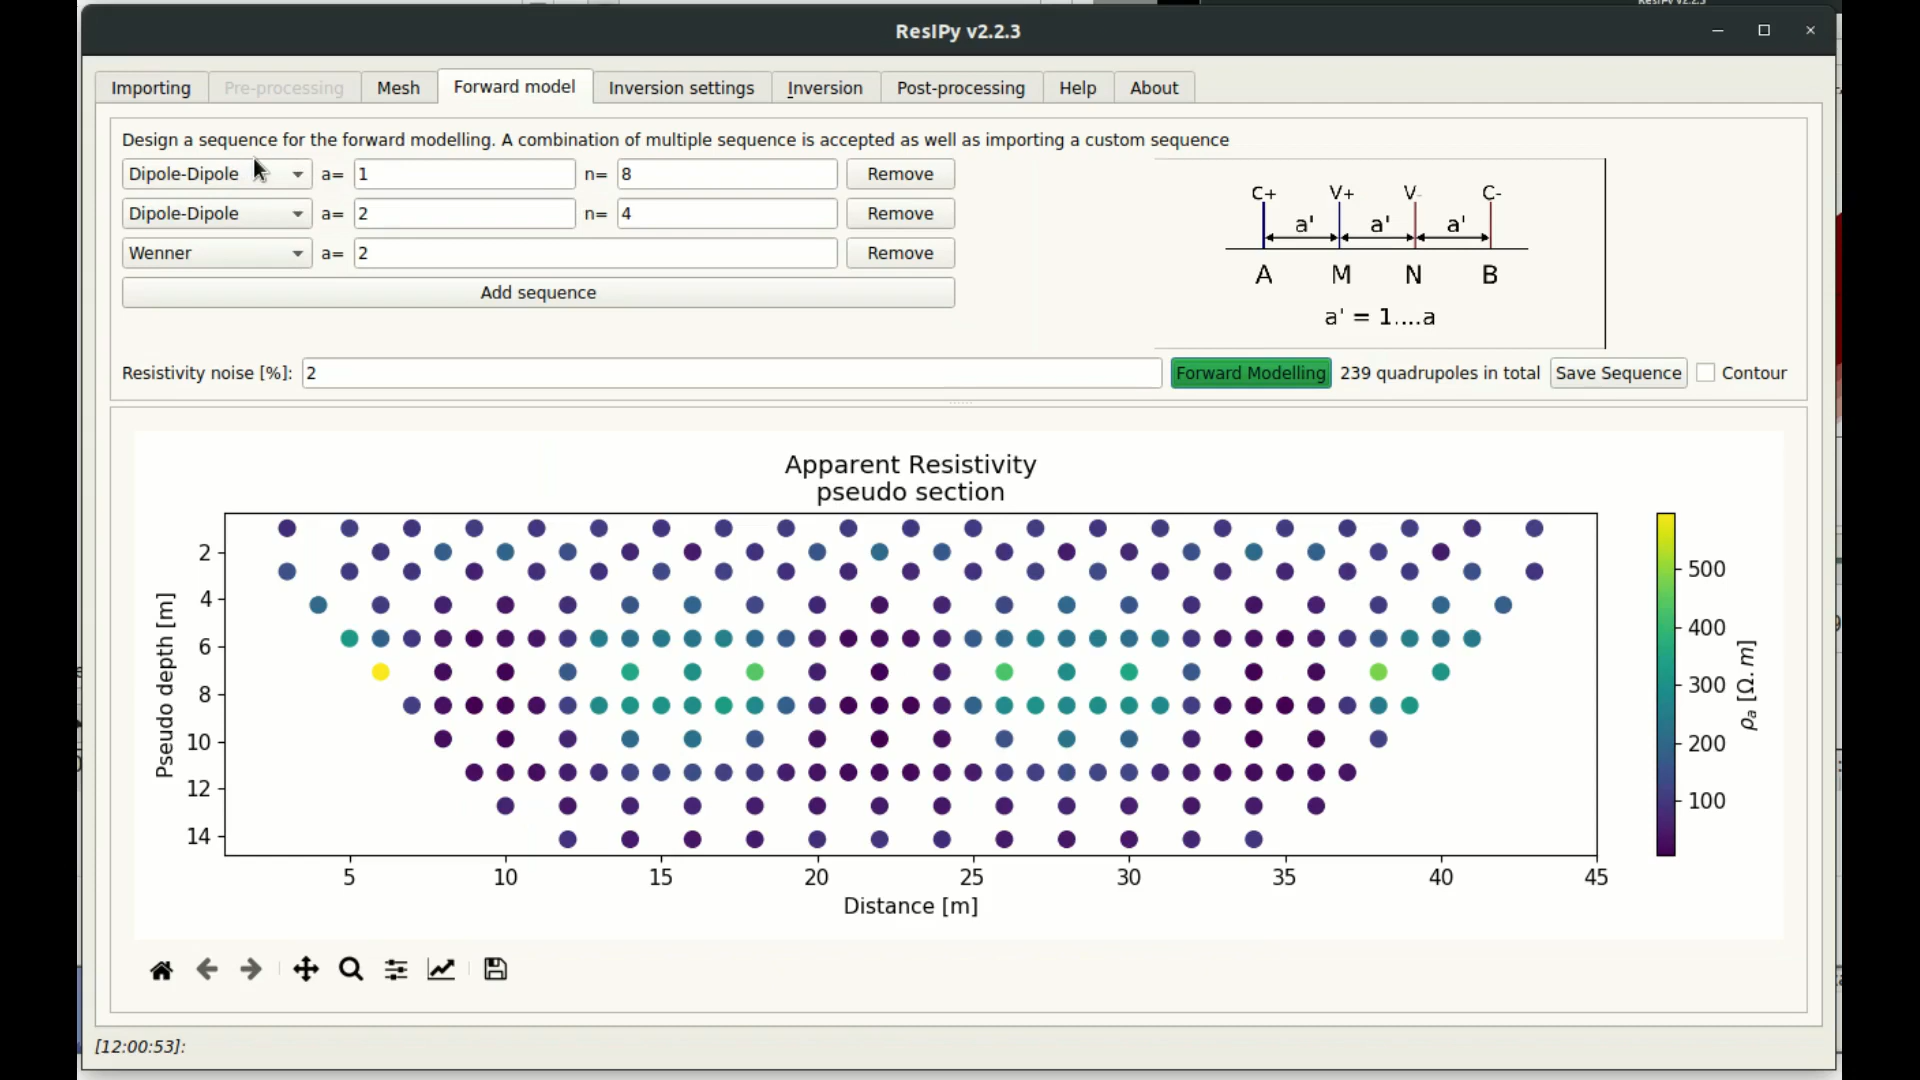 ResIPy v2.2.3
Importing Pre-processing Mesh Forward model Inversion settings Inversion Post-processing Help About
Design a sequence for the forward modelling. A combination of multiple sequence is accepted as well as importing a custom sequence
Dipole-Dipole a= 1 n= 8 Remove
Dipole-Dipole a= 2 n= 4 Remove
Wenner a= 2 Remove
Add sequence
C+ V+ V- C-
a' a' a'
A M N B
a' = 1....a
Resistivity noise [%]: 2 Forward Modelling 239 quadrupoles in total Save Sequence Contour
Apparent Resistivity
pseudo section
Pseudo depth [m]
2
4
6
8
10
12
14
5 10 15 20 25 30 35 40 45
Distance [m]
500
400
300
200
100
ρa [Ω.m]
[12:00:53]: